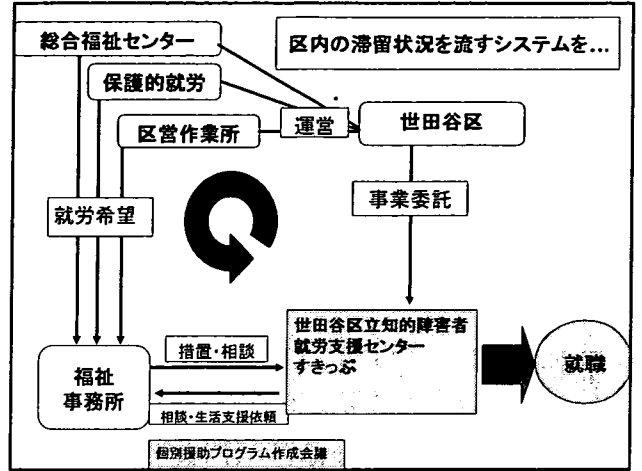 総合福祉センター
区内の滞留状況を流すシステムを…
保護的就労
区営作業所
運営
世田谷区
就労希望
事業委託
世田谷区立知的障害者
就労支援センター
すきっぷ
措置・相談
就職
福祉
事務所
相談・生活支援依頼
個別援助プログラム作成会議